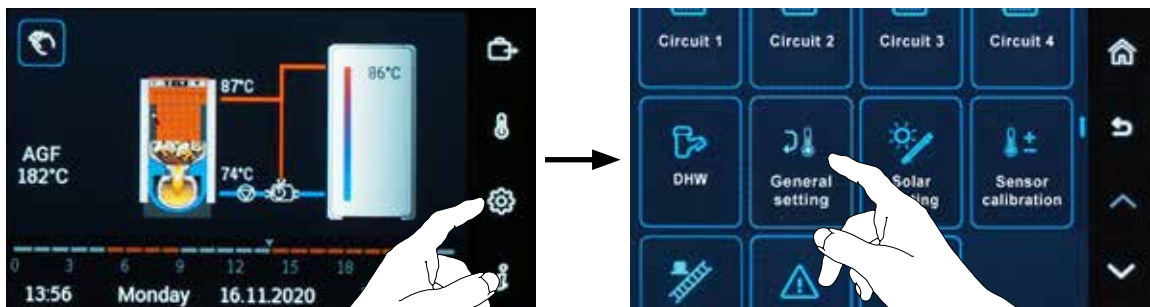 87°C
86°C
AGF
182°C
74°C
0 3 6 9 12 15 18
13:56 Monday 16.11.2020
Circuit 1 Circuit 2 Circuit 3 Circuit 4
DHW
General
setting
Solar
Sensor
calibration